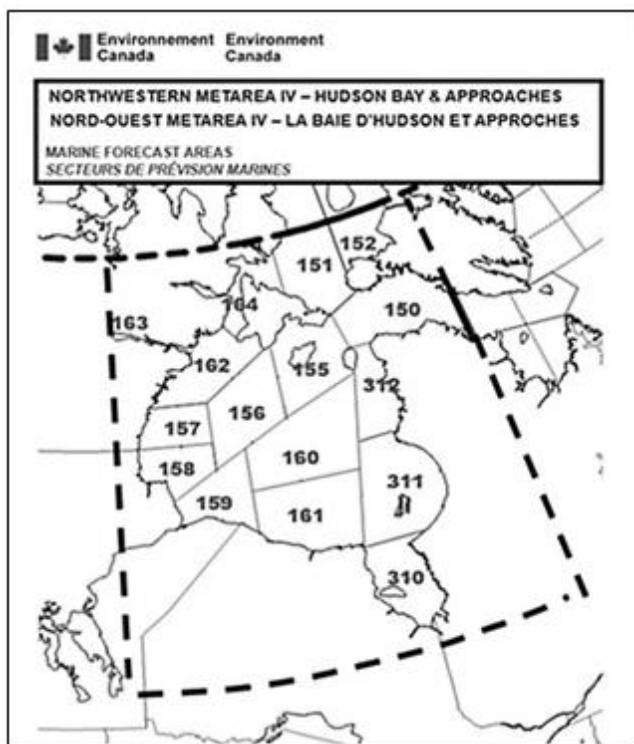 Environnement Environment
Canada Canada
NORTHWESTERN METAREA IV – HUDSON BAY & APPROACHES
NORD-OUEST METAREA IV – LA BAIE D'HUDSON ET APPROCHES
MARINE FORECAST AREAS
SECTEURS DE PRÉVISION MARINES
152
151
164
150
163
162
155
312
156
157
160
158
311
159
161
310